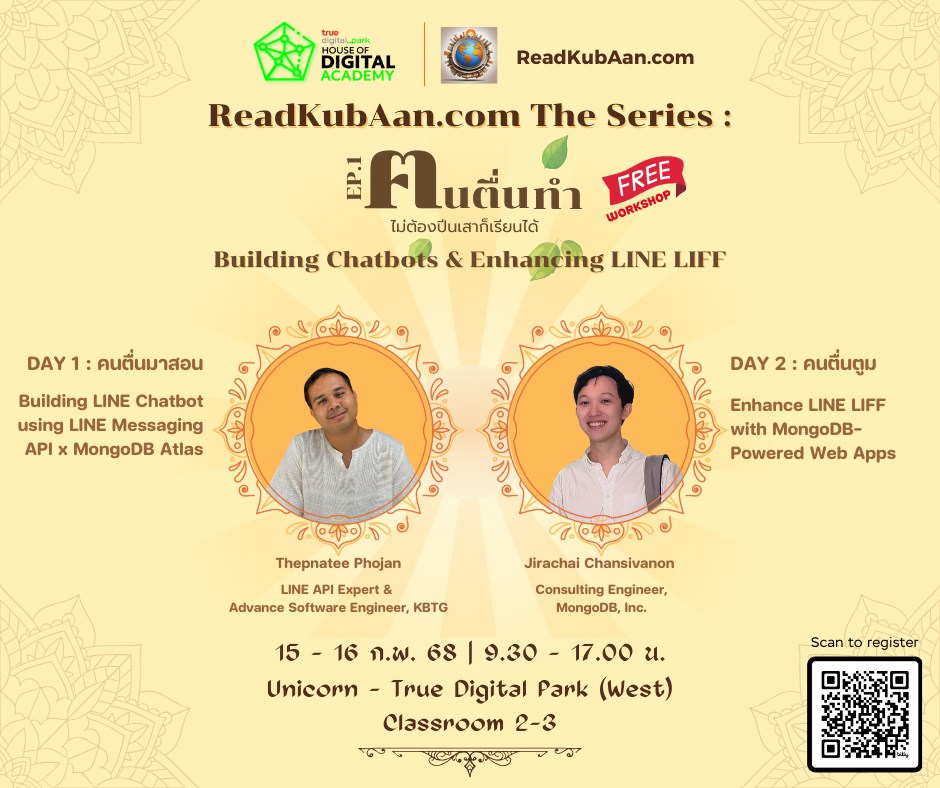 true
digital_park
HOUSE OF
DIGITAL
ACADEMY
ReadKubAan.com
ReadKubAan.com The Series :
EP.1
ฅนตื่นทำ
FREE
WORKSHOP
ไม่ต้องปีนเสาก็เรียนได้
Building Chatbots & Enhancing LINE LIFF
DAY 1 : คนตื่นมาสอน
Building LINE Chatbot
using LINE Messaging
API x MongoDB Atlas
DAY 2 : คนตื่นตูม
Enhance LINE LIFF
with MongoDB-
Powered Web Apps
Thepnatee Phojan
LINE API Expert &
Advance Software Engineer, KBTG
Jirachai Chansivanon
Consulting Engineer,
MongoDB, Inc.
15 - 16 ก.พ. 68 | 9.30 - 17.00 น.
Unicorn - True Digital Park (West)
Classroom 2-3
Scan to register
bitly